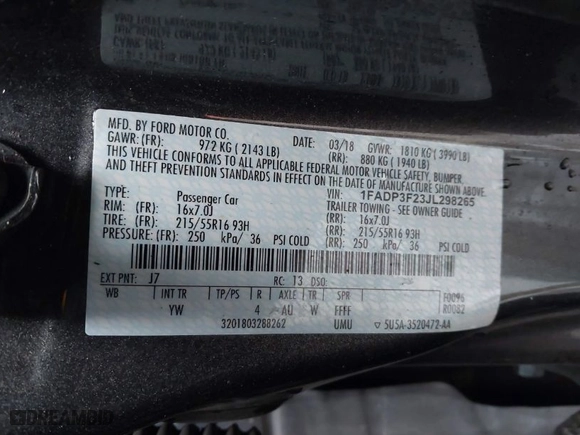 MFD. BY FORD MOTOR CO.
DATE: 03/18 GVWR: 1810 KG ( 3990 LB)
GAWR: (FR): 972 KG ( 2143 LB) (RR): 880 KG ( 1940 LB)
THIS VEHICLE CONFORMS TO ALL APPLICABLE FEDERAL MOTOR VEHICLE SAFETY, BUMPER,
AND THEFT PREVENTION STANDARDS IN EFFECT ON THE DATE OF MANUFACTURE SHOWN ABOVE.
VIN: 1FADP3F23JL298265
TYPE: Passenger Car TRAILER TOWING - SEE OWNER GUIDE
RIM: (FR): 16x7.0J (RR): 16x7.0J
TIRE: (FR): 215/55R16 93H (RR): 215/55R16 93H
PRESSURE: (FR): 250 kPa/ 36 PSI COLD (RR): 250 kPa/ 36 PSI COLD
EXT PNT: J7 RC: 13 DSO:
WB INT TR TP/PS R AXLE TR SPR F0096
YW 4 AU W FFFF R0082
3201803288262 UMU 5U5A-3520472-AA
DREAMBID